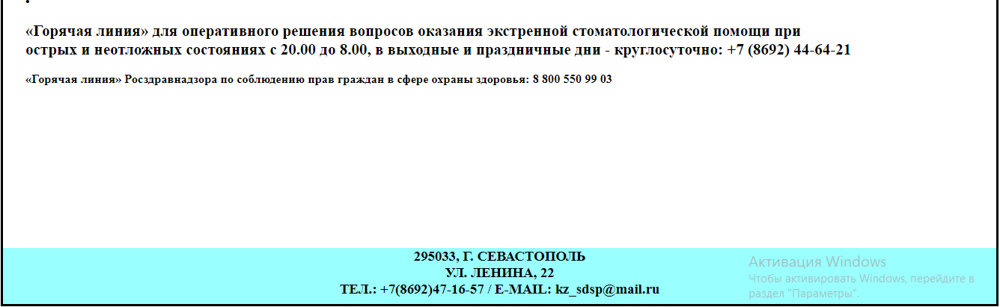 «Горячая линия» для оперативного решения вопросов оказания экстренной стоматологической помощи при
острых и неотложных состояниях с 20.00 до 8.00, в выходные и праздничные дни - круглосуточно: +7 (8692) 44-64-21
«Горячая линия» Росздравнадзора по соблюдению прав граждан в сфере охраны здоровья: 8 800 550 99 03
295033, Г. СЕВАСТОПОЛЬ
УЛ. ЛЕНИНА, 22
ТЕЛ.: +7(8692)47-16-57 / E-MAIL: kz_sdsp@mail.ru
Активация Windows
Чтобы активировать Windows, перейдите в
раздел "Параметры".